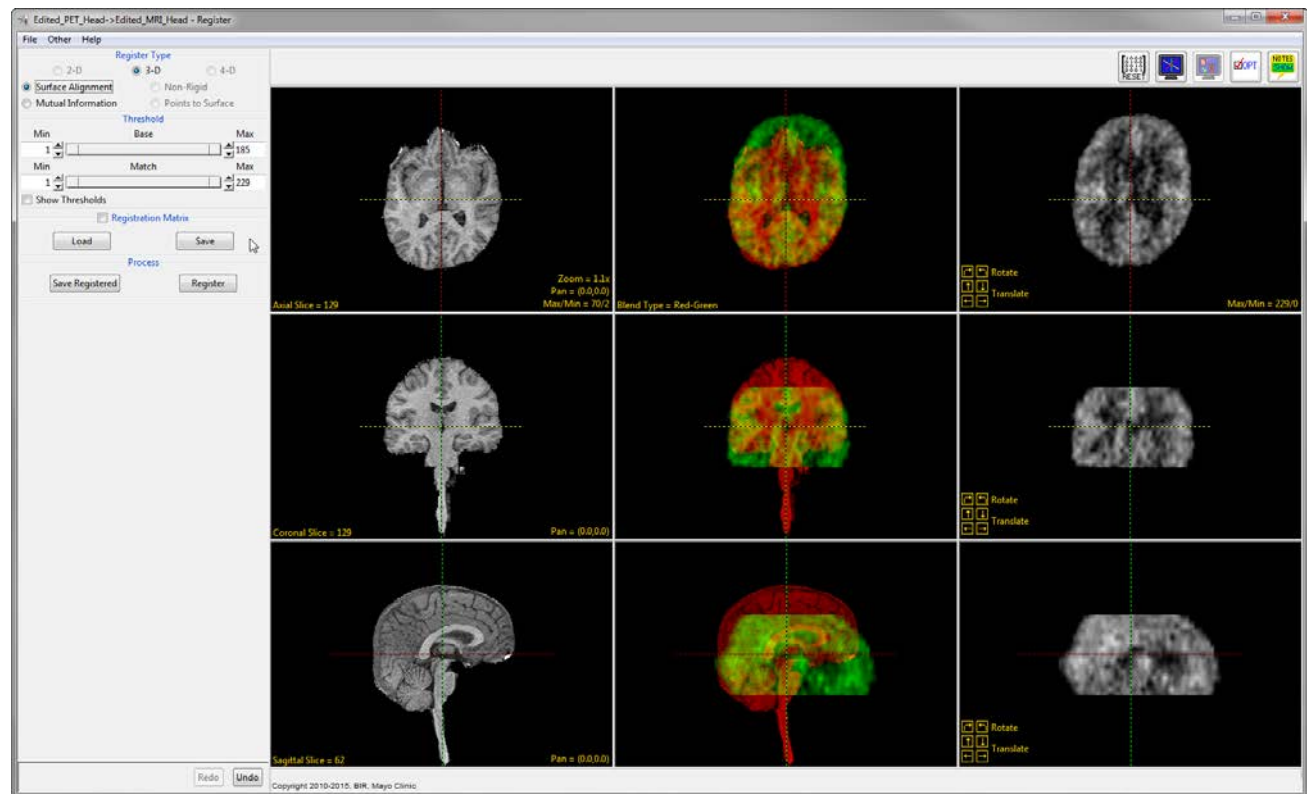 Edited_PET_Head->Edited_MRI_Head - Register
File Other Help
Register Type
2-D 3-D 4-D
Surface Alignment Non-Rigid
Mutual Information Points to Surface
Threshold
Min Base Max
1 185
Min Match Max
1 229
Show Thresholds
Registration Matrix
Load Save
Process
Save Registered Register
RESET
OPT
NOTES
SHOW
Zoom = 1.1x
Pan = (0.0,0.0)
Axial Slice = 129 Max/Min = 70/2
Blend Type = Red-Green
Rotate
Translate
Max/Min = 229/0
Coronal Slice = 129 Pan = (0.0,0.0)
Rotate
Translate
Sagittal Slice = 62 Pan = (0.0,0.0)
Rotate
Translate
Redo Undo
Copyright 2010-2015, BIR, Mayo Clinic